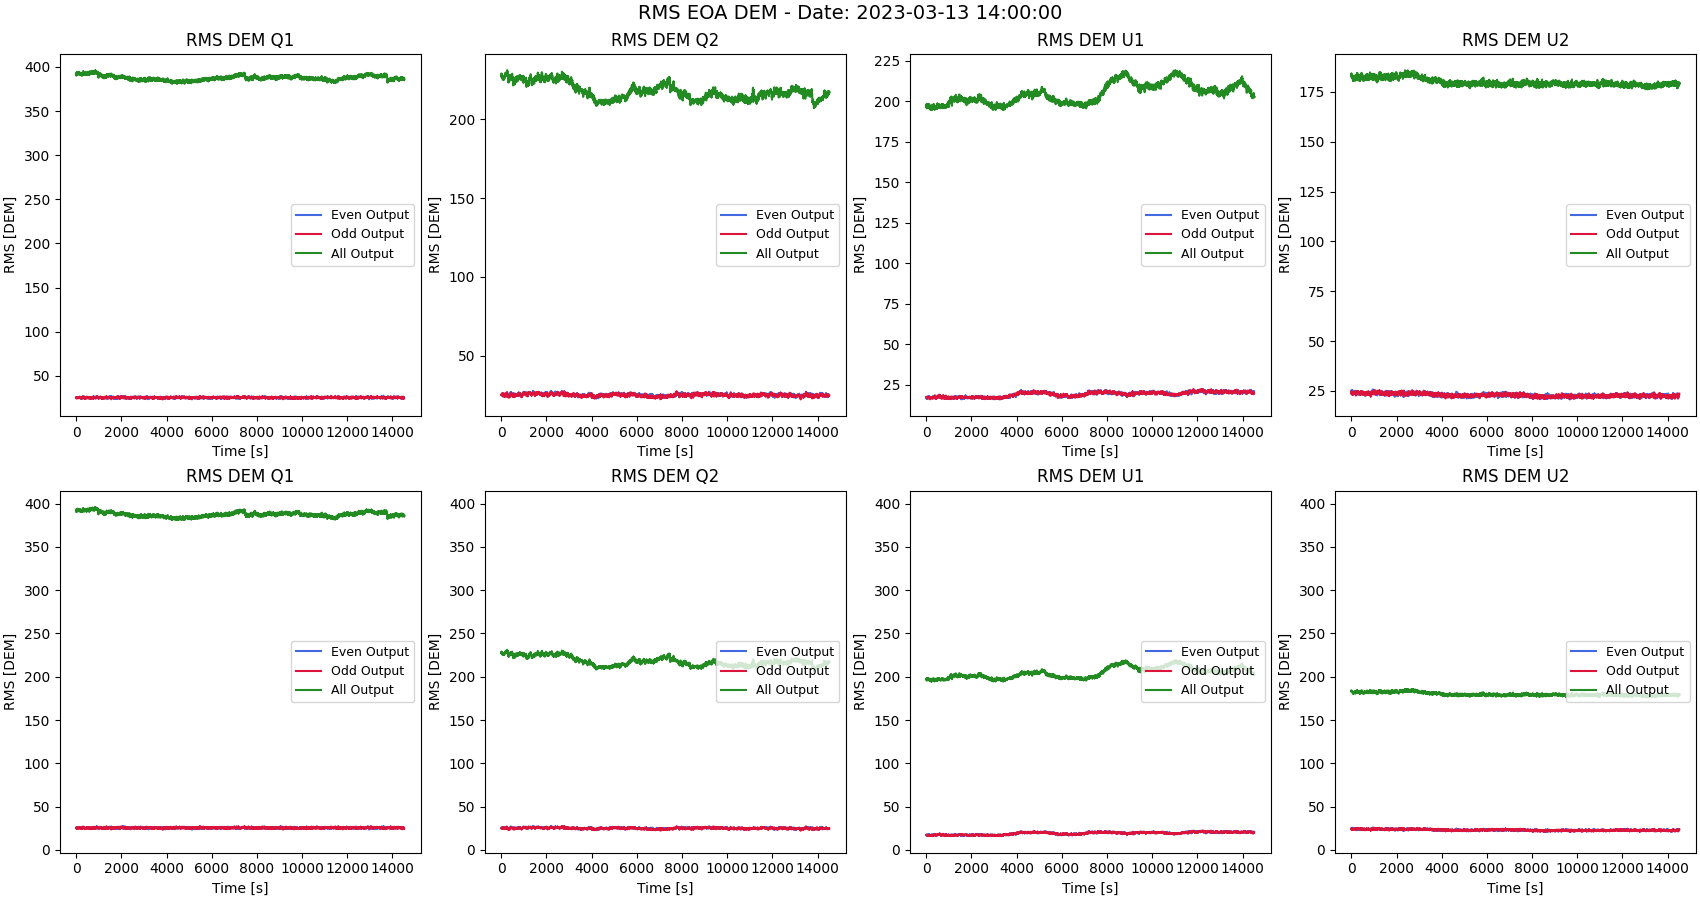 RMS EOA DEM - Date: 2023-03-13 14:00:00
RMS DEM Q1
RMS [DEM]
400
350
300
250
200
150
100
50
Even Output
Odd Output
All Output
0 2000 4000 6000 8000 10000 12000 14000
Time [s]
RMS DEM Q2
RMS [DEM]
200
150
100
50
Even Output
Odd Output
All Output
0 2000 4000 6000 8000 10000 12000 14000
Time [s]
RMS DEM U1
RMS [DEM]
225
200
175
150
125
100
75
50
25
Even Output
Odd Output
All Output
0 2000 4000 6000 8000 10000 12000 14000
Time [s]
RMS DEM U2
RMS [DEM]
175
150
125
100
75
50
25
Even Output
Odd Output
All Output
0 2000 4000 6000 8000 10000 12000 14000
Time [s]
RMS DEM Q1
RMS [DEM]
400
350
300
250
200
150
100
50
0
Even Output
Odd Output
All Output
0 2000 4000 6000 8000 10000 12000 14000
Time [s]
RMS DEM Q2
RMS [DEM]
400
350
300
250
200
150
100
50
0
Even Output
Odd Output
All Output
0 2000 4000 6000 8000 10000 12000 14000
Time [s]
RMS DEM U1
RMS [DEM]
400
350
300
250
200
150
100
50
0
Even Output
Odd Output
All Output
0 2000 4000 6000 8000 10000 12000 14000
Time [s]
RMS DEM U2
RMS [DEM]
400
350
300
250
200
150
100
50
0
Even Output
Odd Output
All Output
0 2000 4000 6000 8000 10000 12000 14000
Time [s]